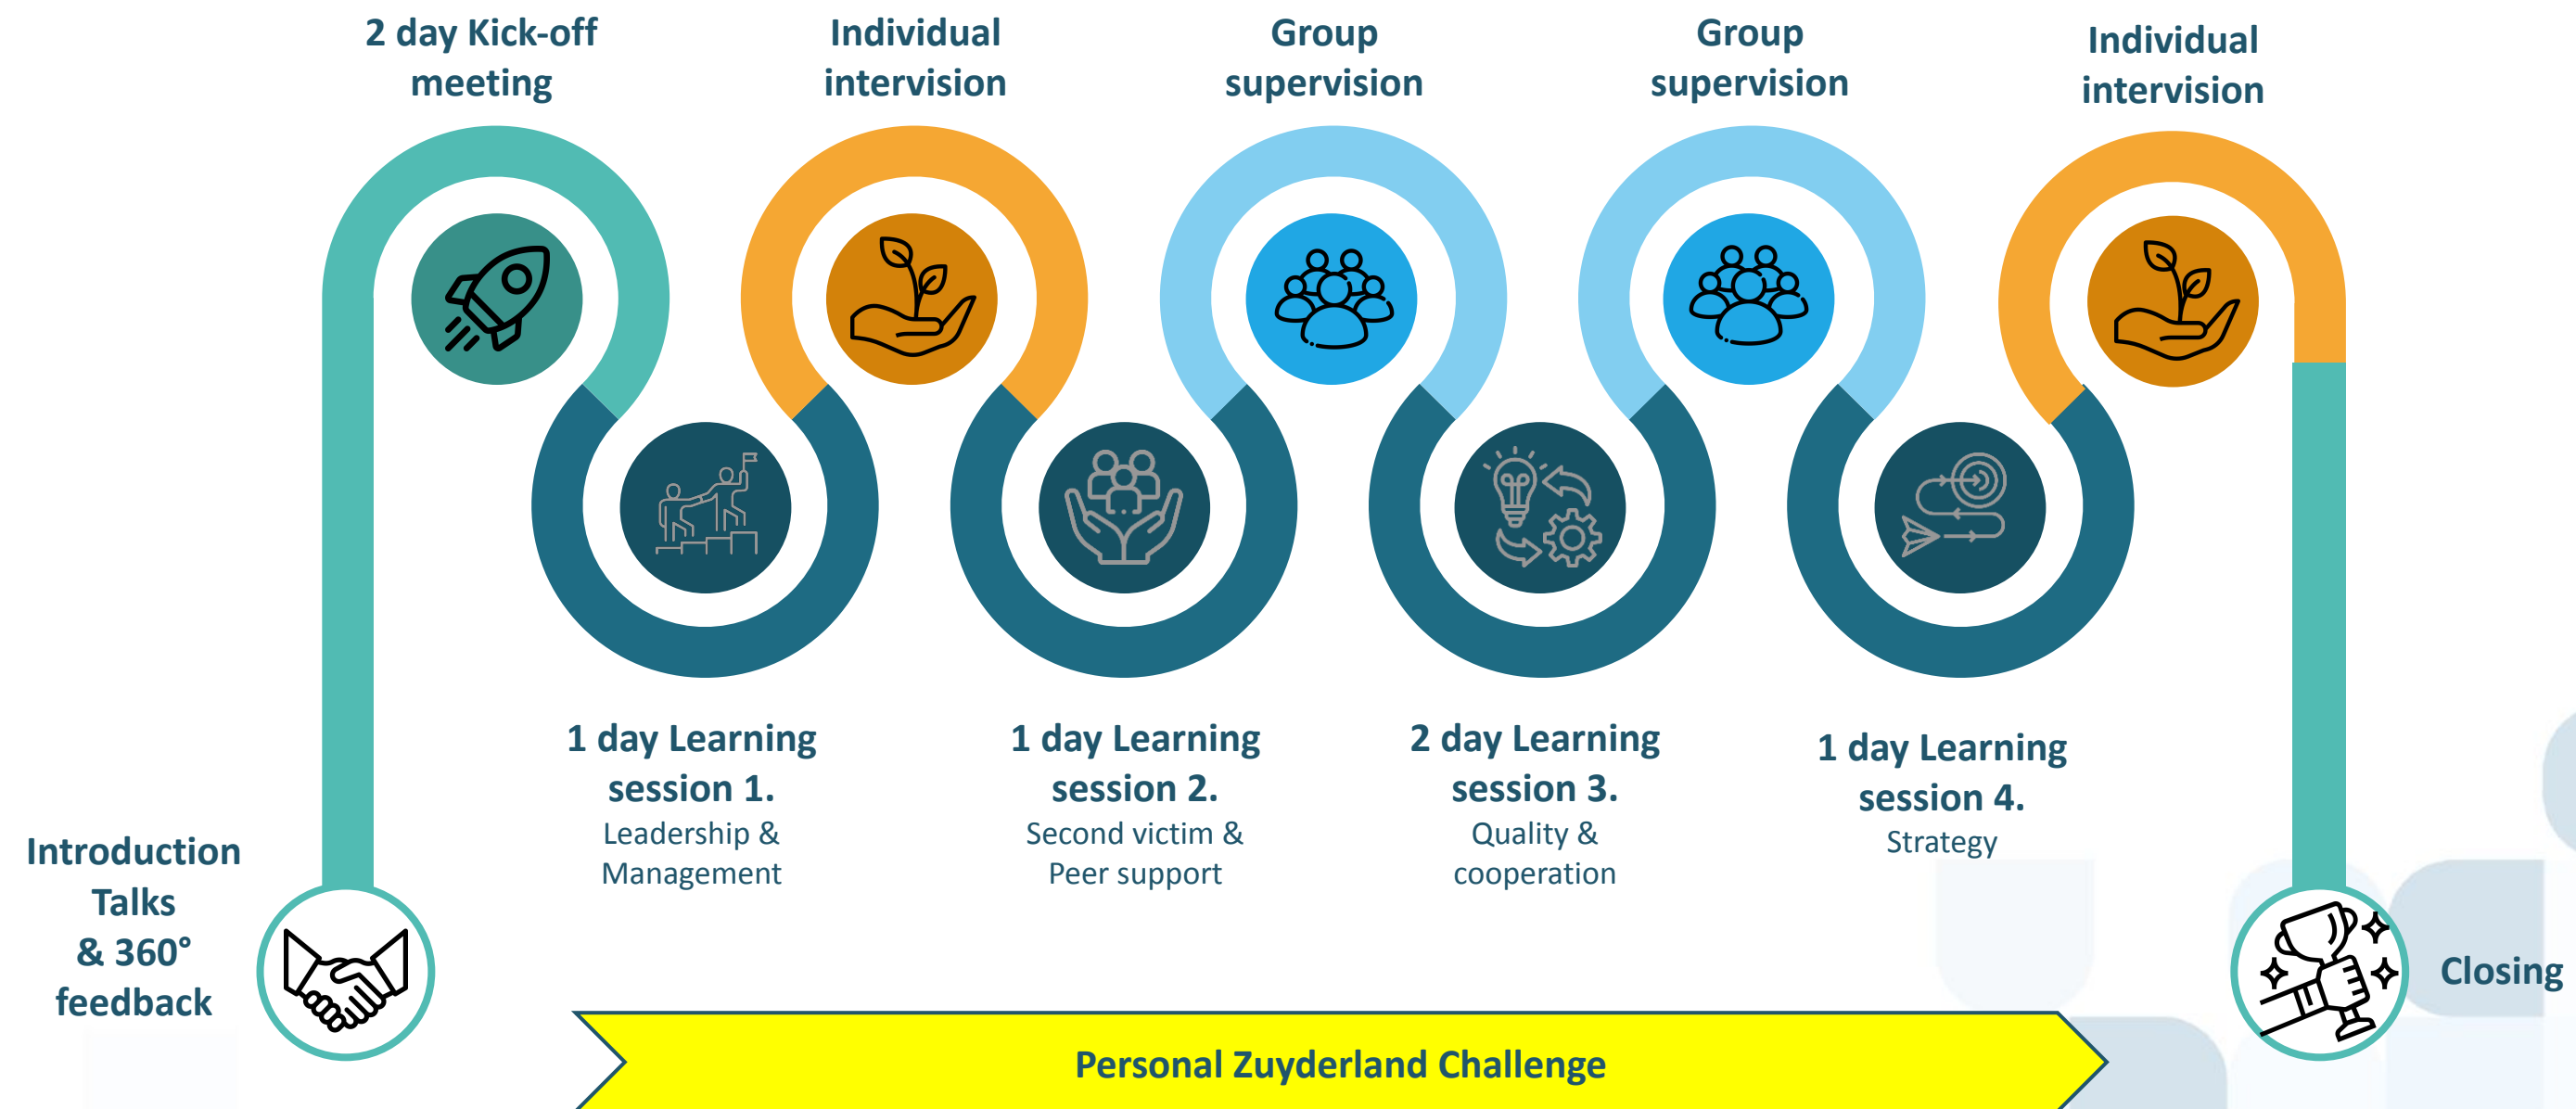 2 day Kick-off
meeting
Individual
intervision
Group
supervision
Group
supervision
Individual
intervision
1 day Learning
session 1.
Leadership &
Management
1 day Learning
session 2.
Second victim &
Peer support
2 day Learning
session 3.
Quality &
cooperation
1 day Learning
session 4.
Strategy
Introduction
Talks
& 360°
feedback
Closing
Personal Zuyderland Challenge